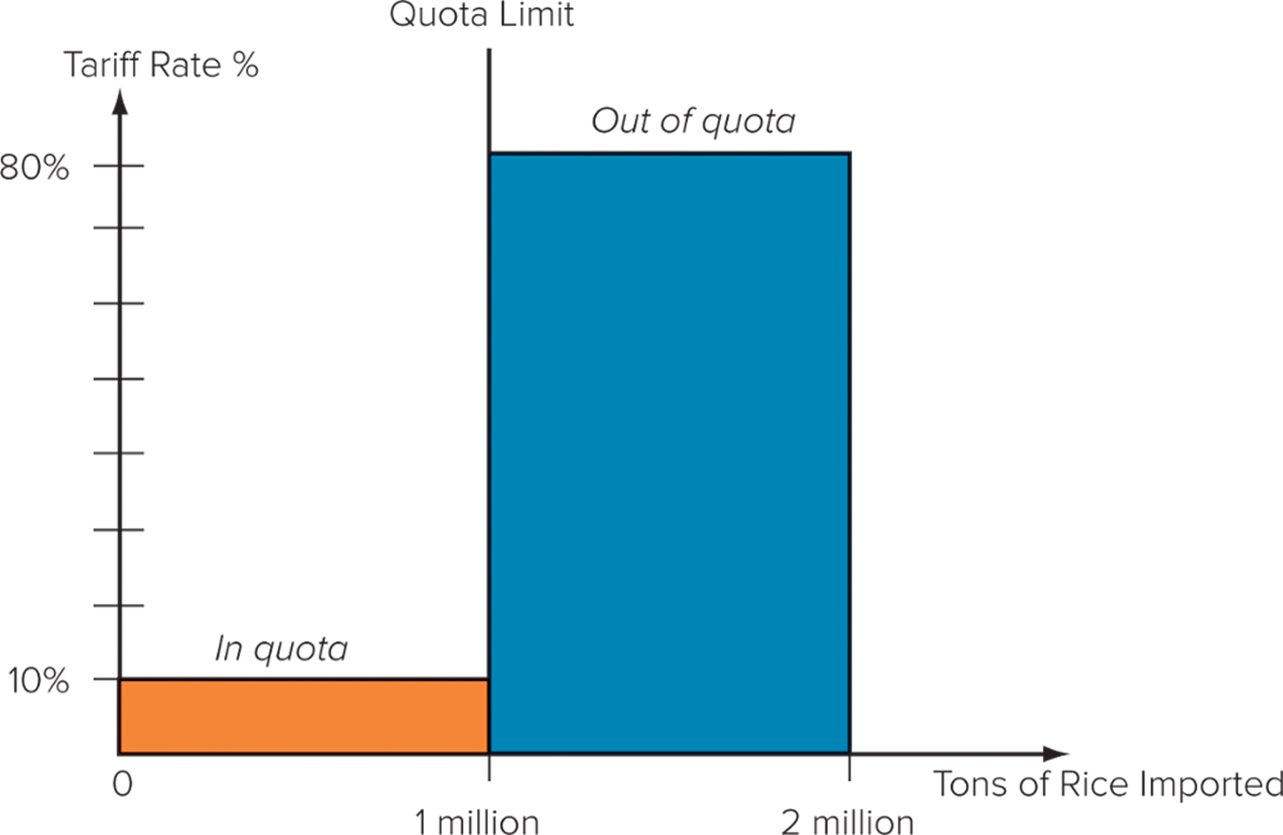 Quota Limit
Tariff Rate %
Out of quota
80%
In quota
10%
0
Tons of Rice Imported
1 million
2 million